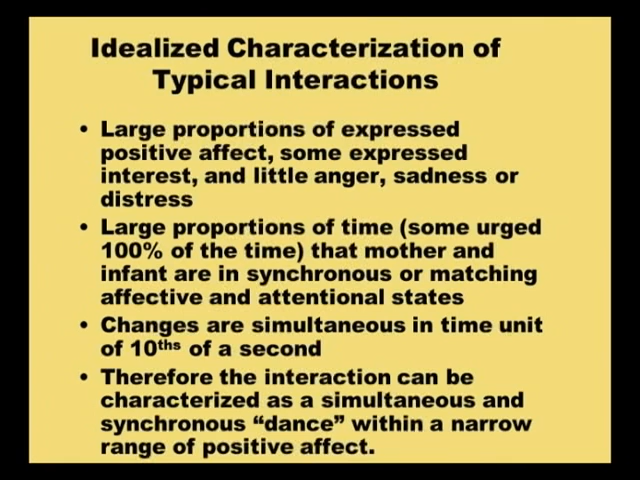 Idealized Characterization of
Typical Interactions
• Large proportions of expressed
positive affect, some expressed
interest, and little anger, sadness or
distress
• Large proportions of time (some urged
100% of the time) that mother and
infant are in synchronous or matching
affective and attentional states
• Changes are simultaneous in time unit
of 10ths of a second
• Therefore the interaction can be
characterized as a simultaneous and
synchronous “dance” within a narrow
range of positive affect.